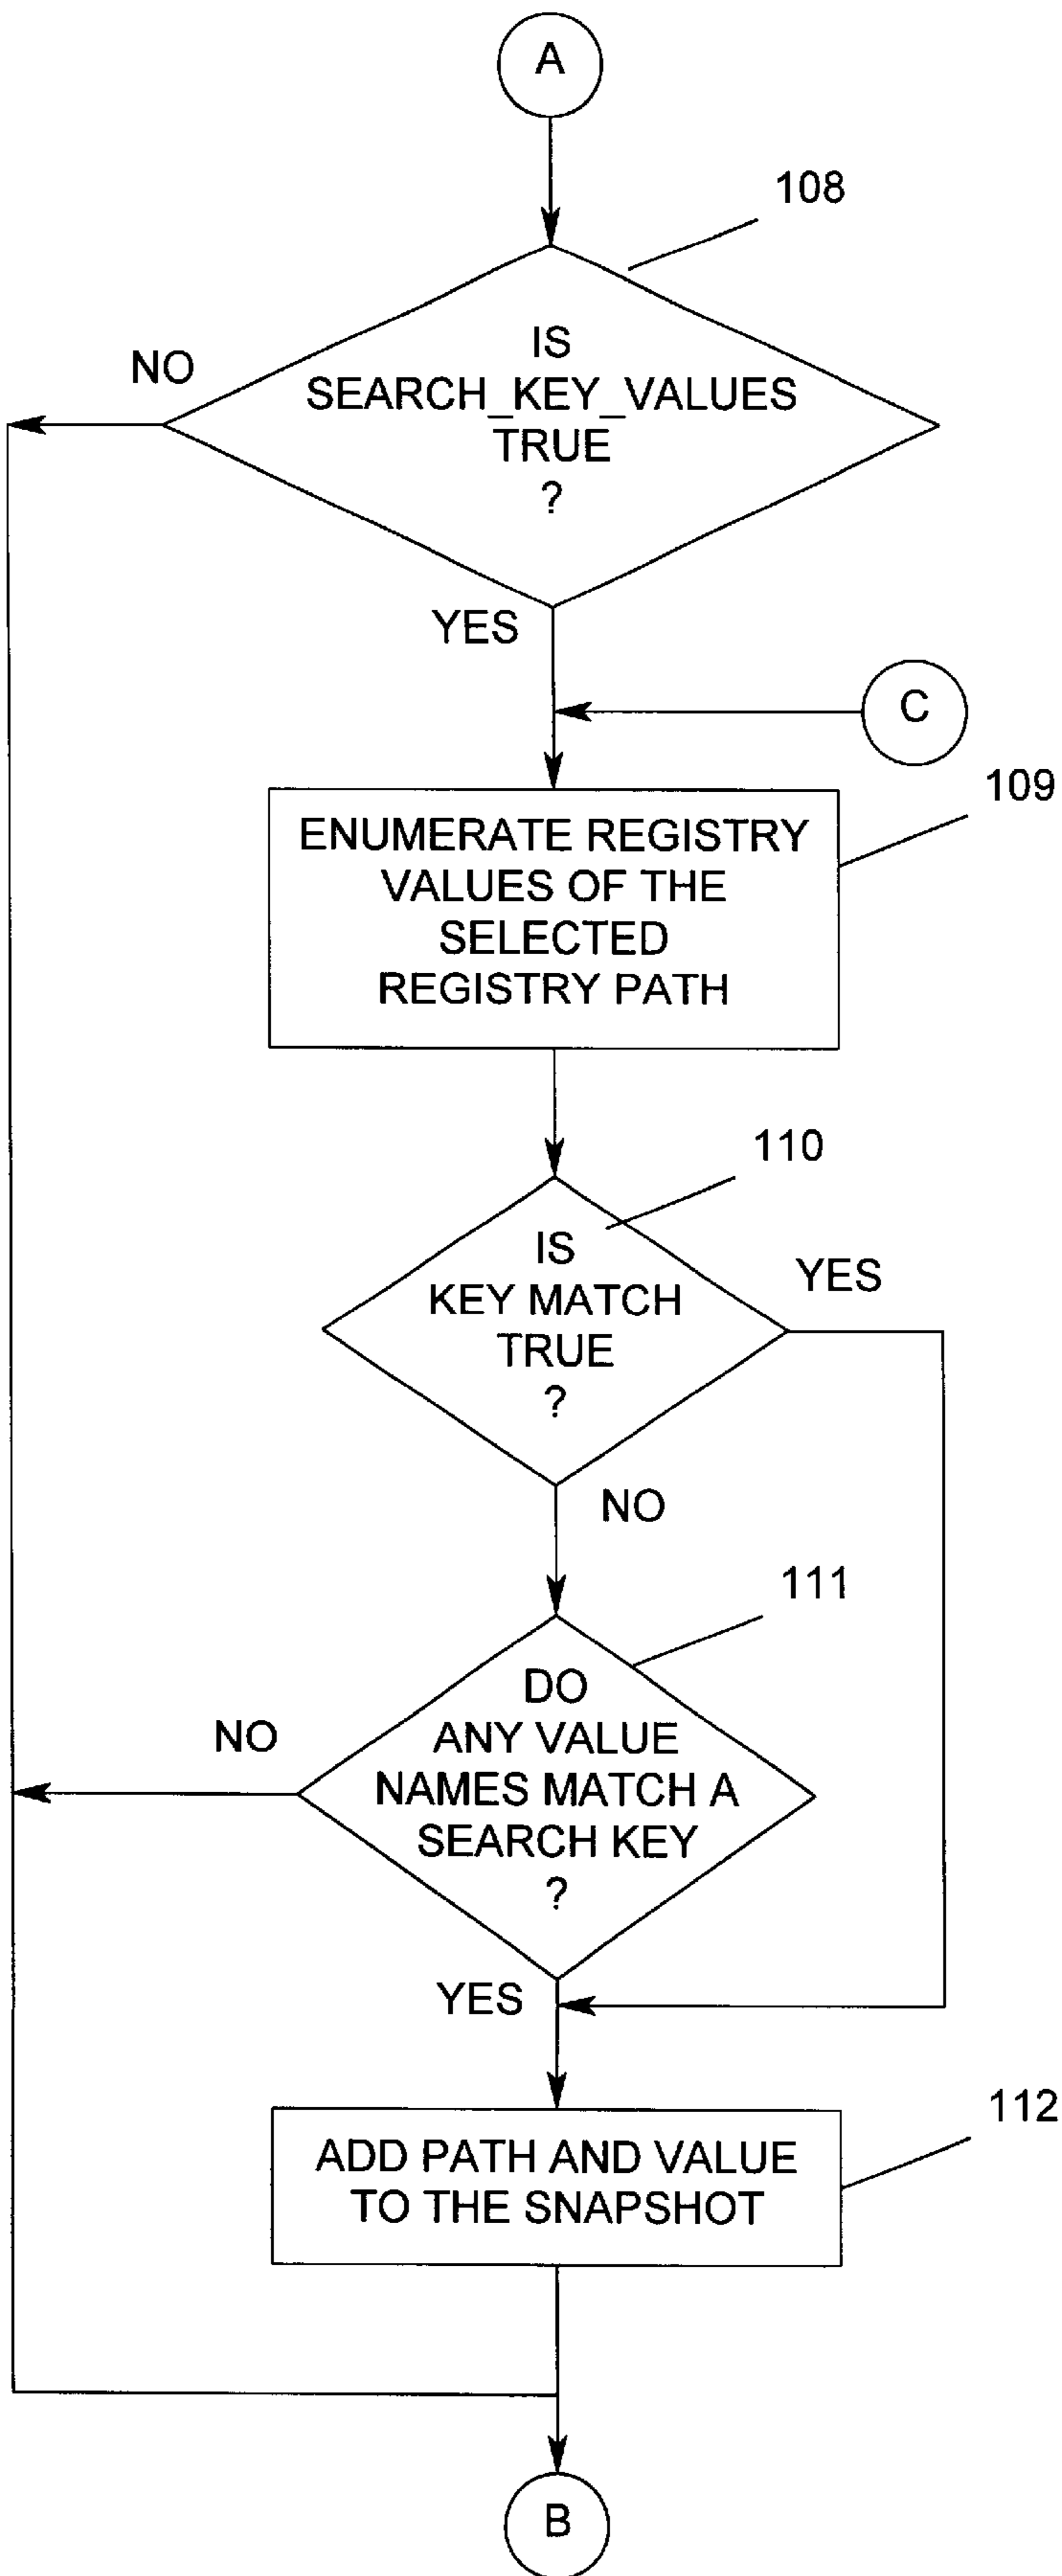 A
108
NO
IS
SEARCH_KEY_VALUES
TRUE
?
YES
C
109
ENUMERATE REGISTRY
VALUES OF THE
SELECTED
REGISTRY PATH
110
IS
KEY MATCH
TRUE
?
YES
NO
111
DO
ANY VALUE
NAMES MATCH A
SEARCH KEY
?
NO
YES
112
ADD PATH AND VALUE
TO THE SNAPSHOT
B